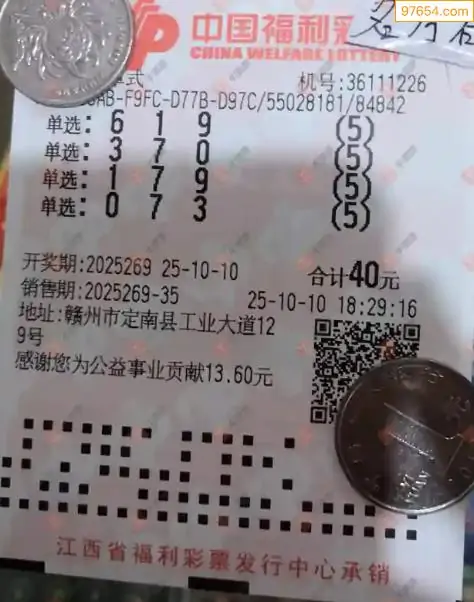 97654.com
中国福利彩
CHINA WELFARE LOTTERY
式 机号:36111226
AB-F9FC-D77B-D97C/55028181/84842
单选: 6 1 9 (5)
单选: 3 7 0 (5)
单选: 1 7 9 (5)
单选: 0 7 3 (5)
开奖期:2025269 25-10-10 合计40元
销售期:2025269-35 25-10-10 18:29:16
地址:赣州市定南县工业大道12
9号
感谢您为公益事业贡献13.60元
江西省福利彩票发行中心承销